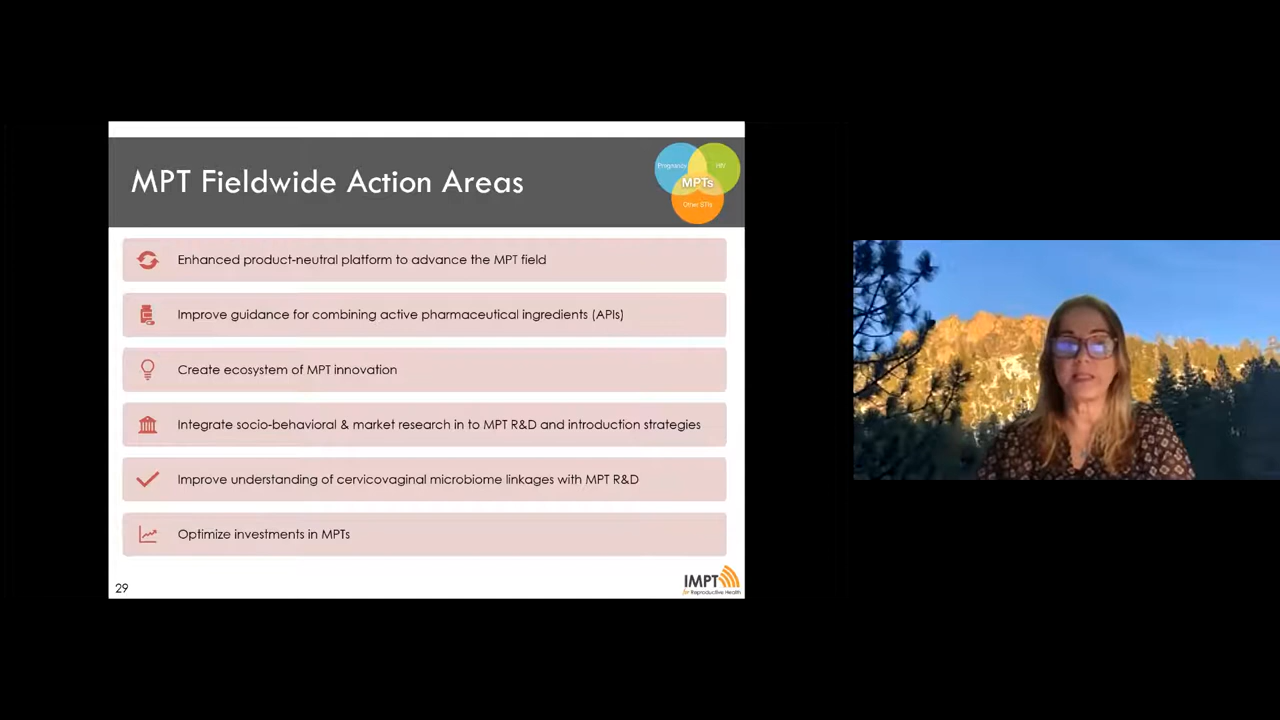 MPT Fieldwide Action Areas
Pregnancy
HIV
MPTs
Other STIs
Enhanced product-neutral platform to advance the MPT field
Improve guidance for combining active pharmaceutical ingredients (APIs)
Create ecosystem of MPT innovation
Integrate socio-behavioral & market research in to MPT R&D and introduction strategies
Improve understanding of cervicovaginal microbiome linkages with MPT R&D
Optimize investments in MPTs
29
IMPT
for Reproductive Health